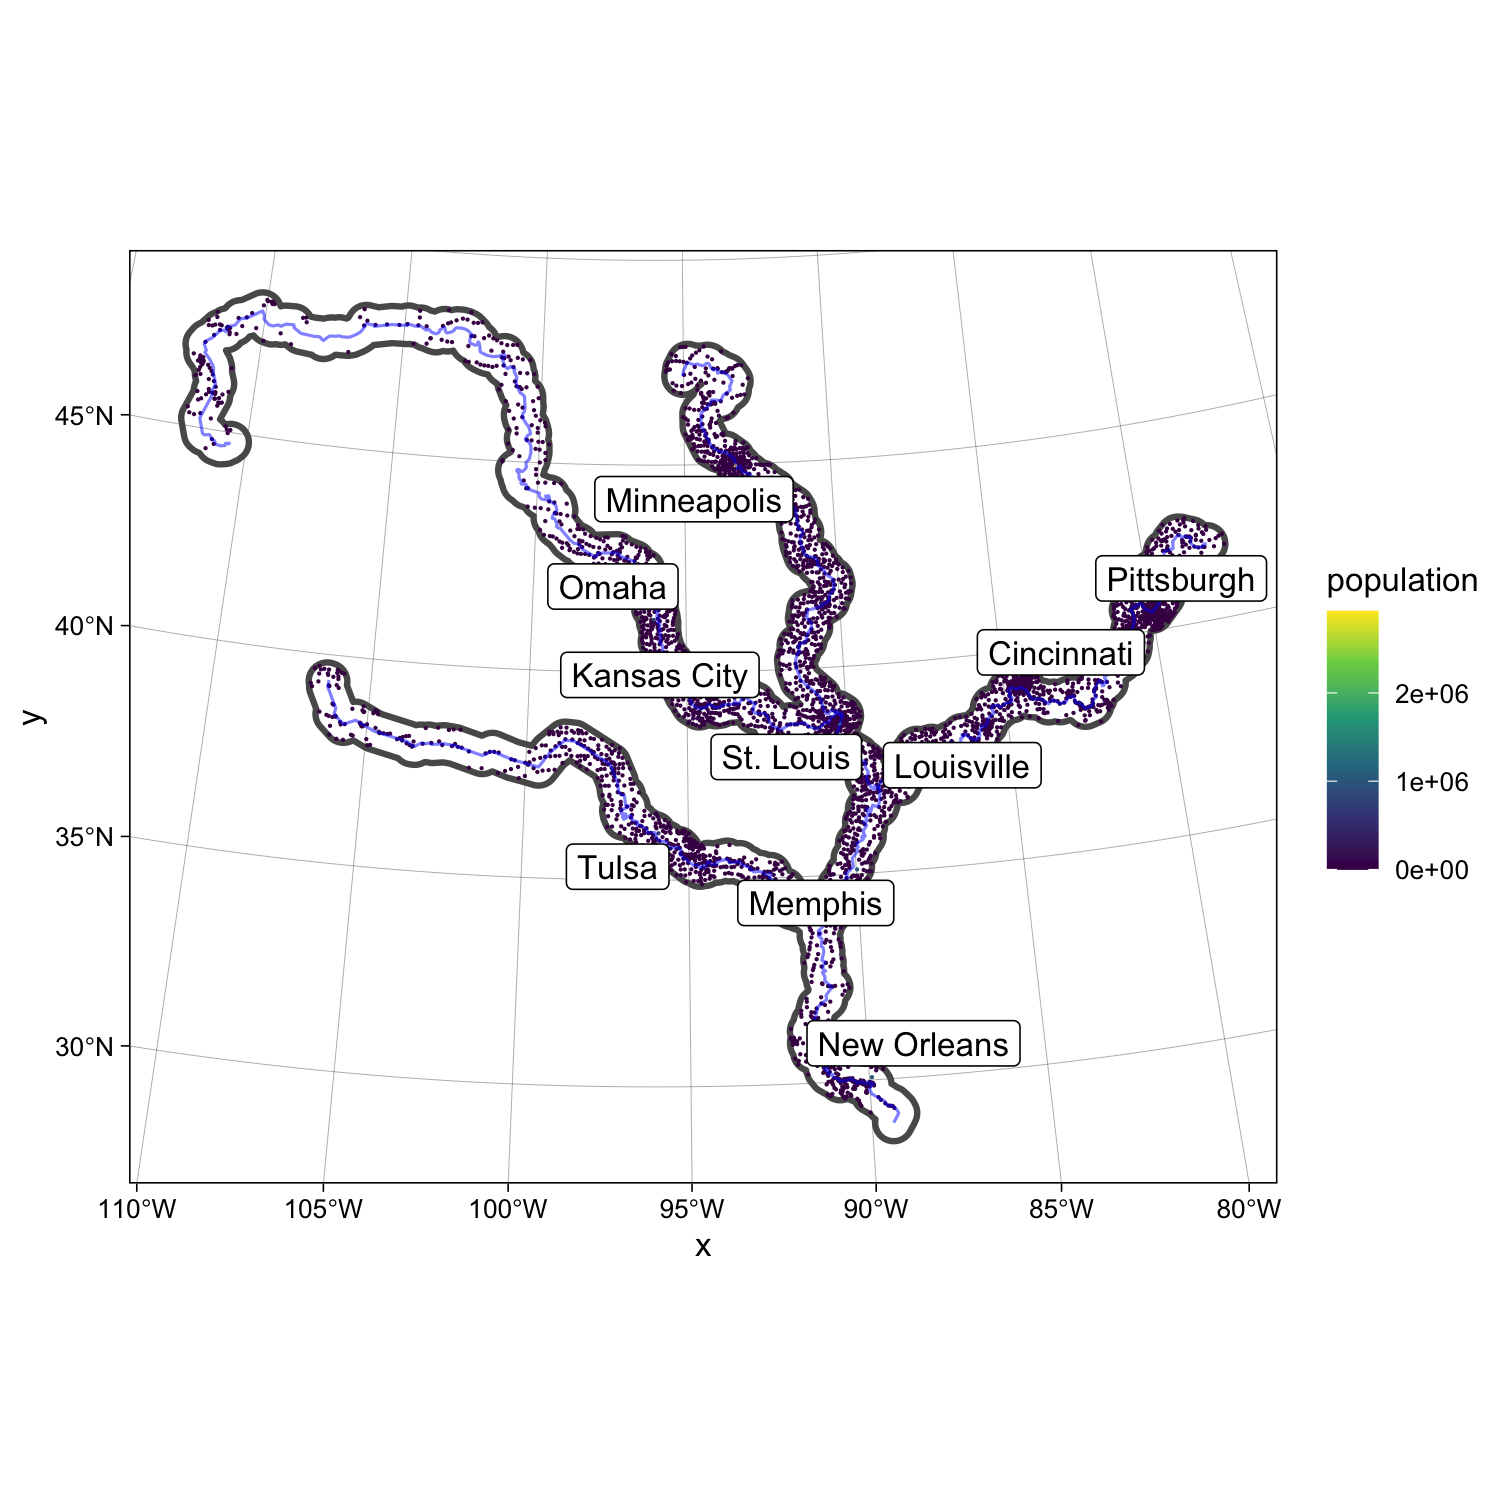 Minneapolis
Omaha
Pittsburgh
Cincinnati
Kansas City
St. Louis
Louisville
Tulsa
Memphis
New Orleans
45°N
40°N
35°N
30°N
y
110°W
105°W
100°W
95°W
90°W
85°W
80°W
x
population
2e+06
1e+06
0e+00